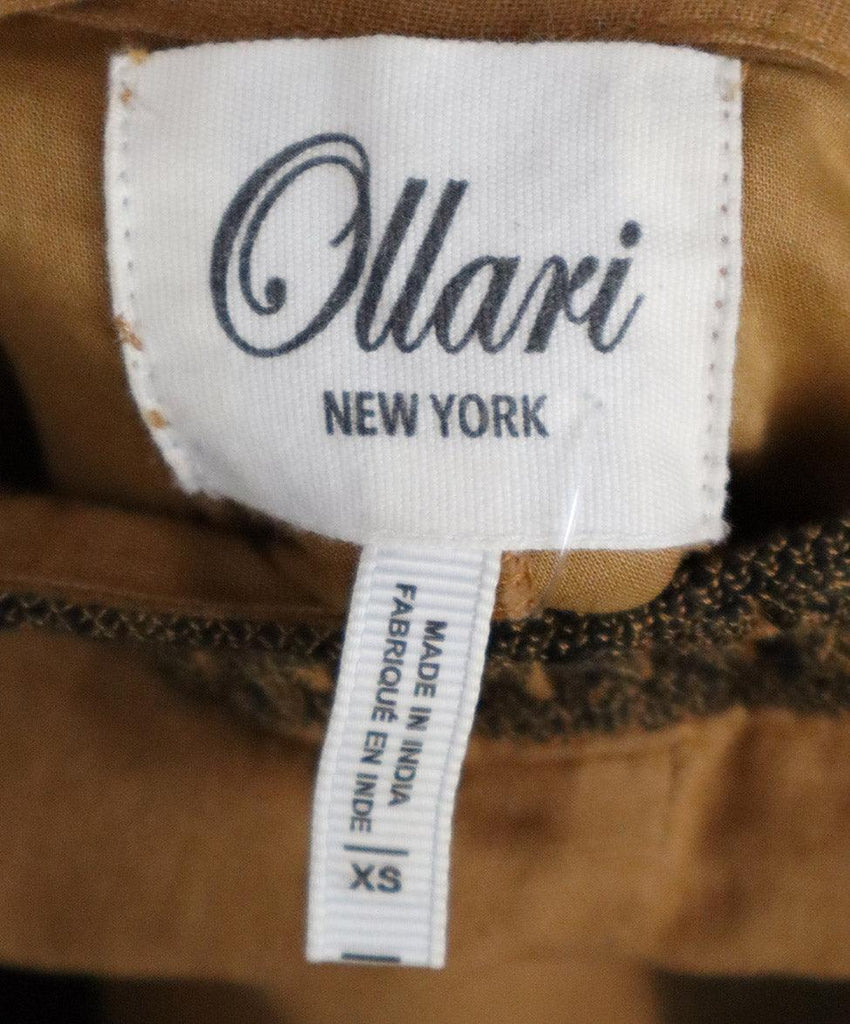 Ollari
NEW YORK
MADE IN INDIA
FABRIQUÉ EN INDE
XS